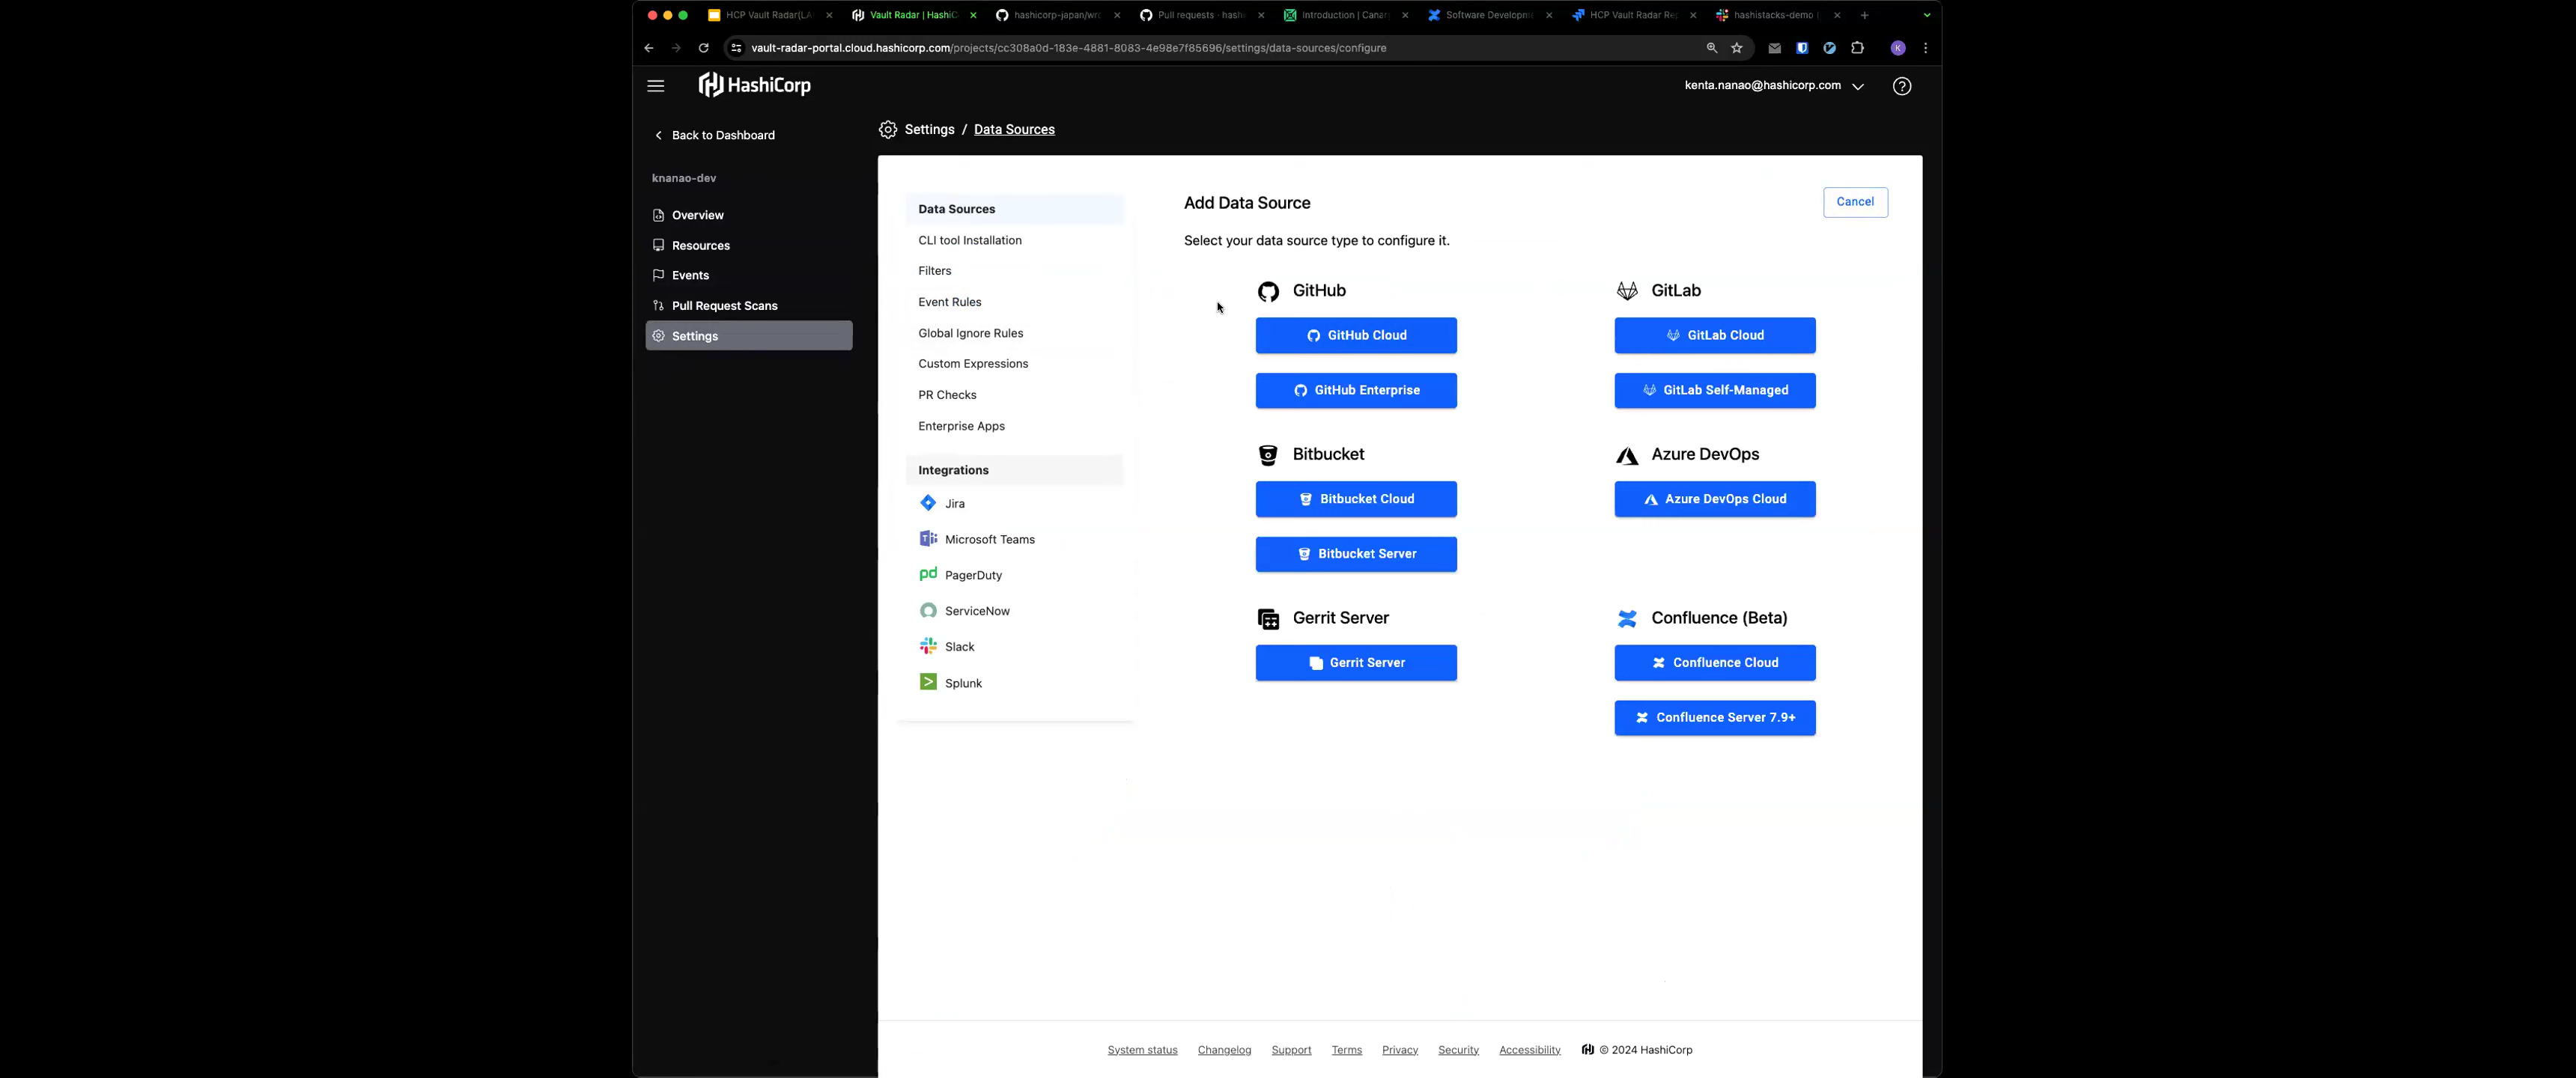 HCP Vault Radar(LA
Vault Radar | HashiC
hashicorp-japan/wr
Pull requests · hashi
Introduction | Canar
Software Developme
HCP Vault Radar Re
hashistacks-demo
vault-radar-portal.cloud.hashicorp.com/projects/cc308a0d-183e-4881-8083-4e98e7f85696/settings/data-sources/configure
K
HashiCorp
kenta.nanao@hashicorp.com
Back to Dashboard
knanao-dev
Overview
Resources
Events
Pull Request Scans
Settings
Settings / Data Sources
Data Sources
CLI tool Installation
Filters
Event Rules
Global Ignore Rules
Custom Expressions
PR Checks
Enterprise Apps
Integrations
Jira
Microsoft Teams
pd PagerDuty
ServiceNow
Slack
Splunk
Add Data Source
Cancel
Select your data source type to configure it.
GitHub
GitHub Cloud
GitHub Enterprise
GitLab
GitLab Cloud
GitLab Self-Managed
Bitbucket
Bitbucket Cloud
Bitbucket Server
Azure DevOps
Azure DevOps Cloud
Gerrit Server
Gerrit Server
Confluence (Beta)
Confluence Cloud
Confluence Server 7.9+
System status Changelog Support Terms Privacy Security Accessibility © 2024 HashiCorp